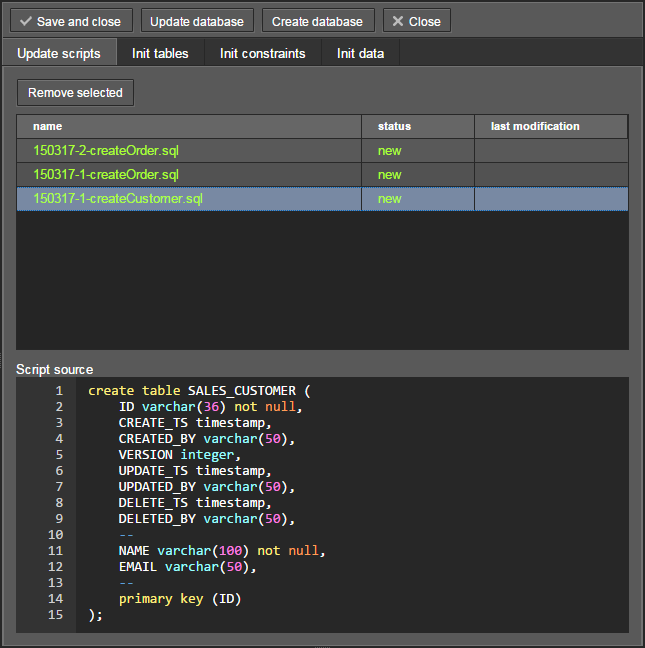 Save and close Update database Create database Close
Update scripts Init tables Init constraints Init data
Remove selected
name status last modification
150317-2-createOrder.sql new
150317-1-createOrder.sql new
150317-1-createCustomer.sql new
Script source
1 create table SALES_CUSTOMER (
2 ID varchar(36) not null,
3 CREATE_TS timestamp,
4 CREATED_BY varchar(50),
5 VERSION integer,
6 UPDATE_TS timestamp,
7 UPDATED_BY varchar(50),
8 DELETE_TS timestamp,
9 DELETED_BY varchar(50),
10 --
11 NAME varchar(100) not null,
12 EMAIL varchar(50),
13 --
14 primary key (ID)
15 );